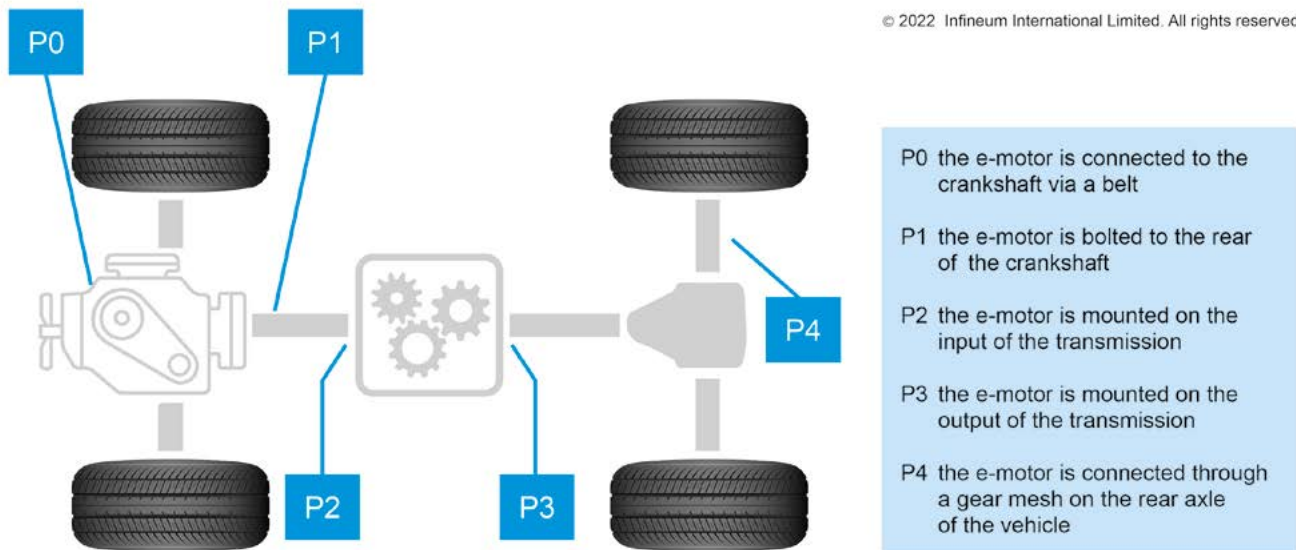 P0
P1
© 2022 Infineum International Limited. All rights reserved
P4
P2
P3
P0 the e-motor is connected to the
crankshaft via a belt
P1 the e-motor is bolted to the rear
of the crankshaft
P2 the e-motor is mounted on the
input of the transmission
P3 the e-motor is mounted on the
output of the transmission
P4 the e-motor is connected through
a gear mesh on the rear axle
of the vehicle